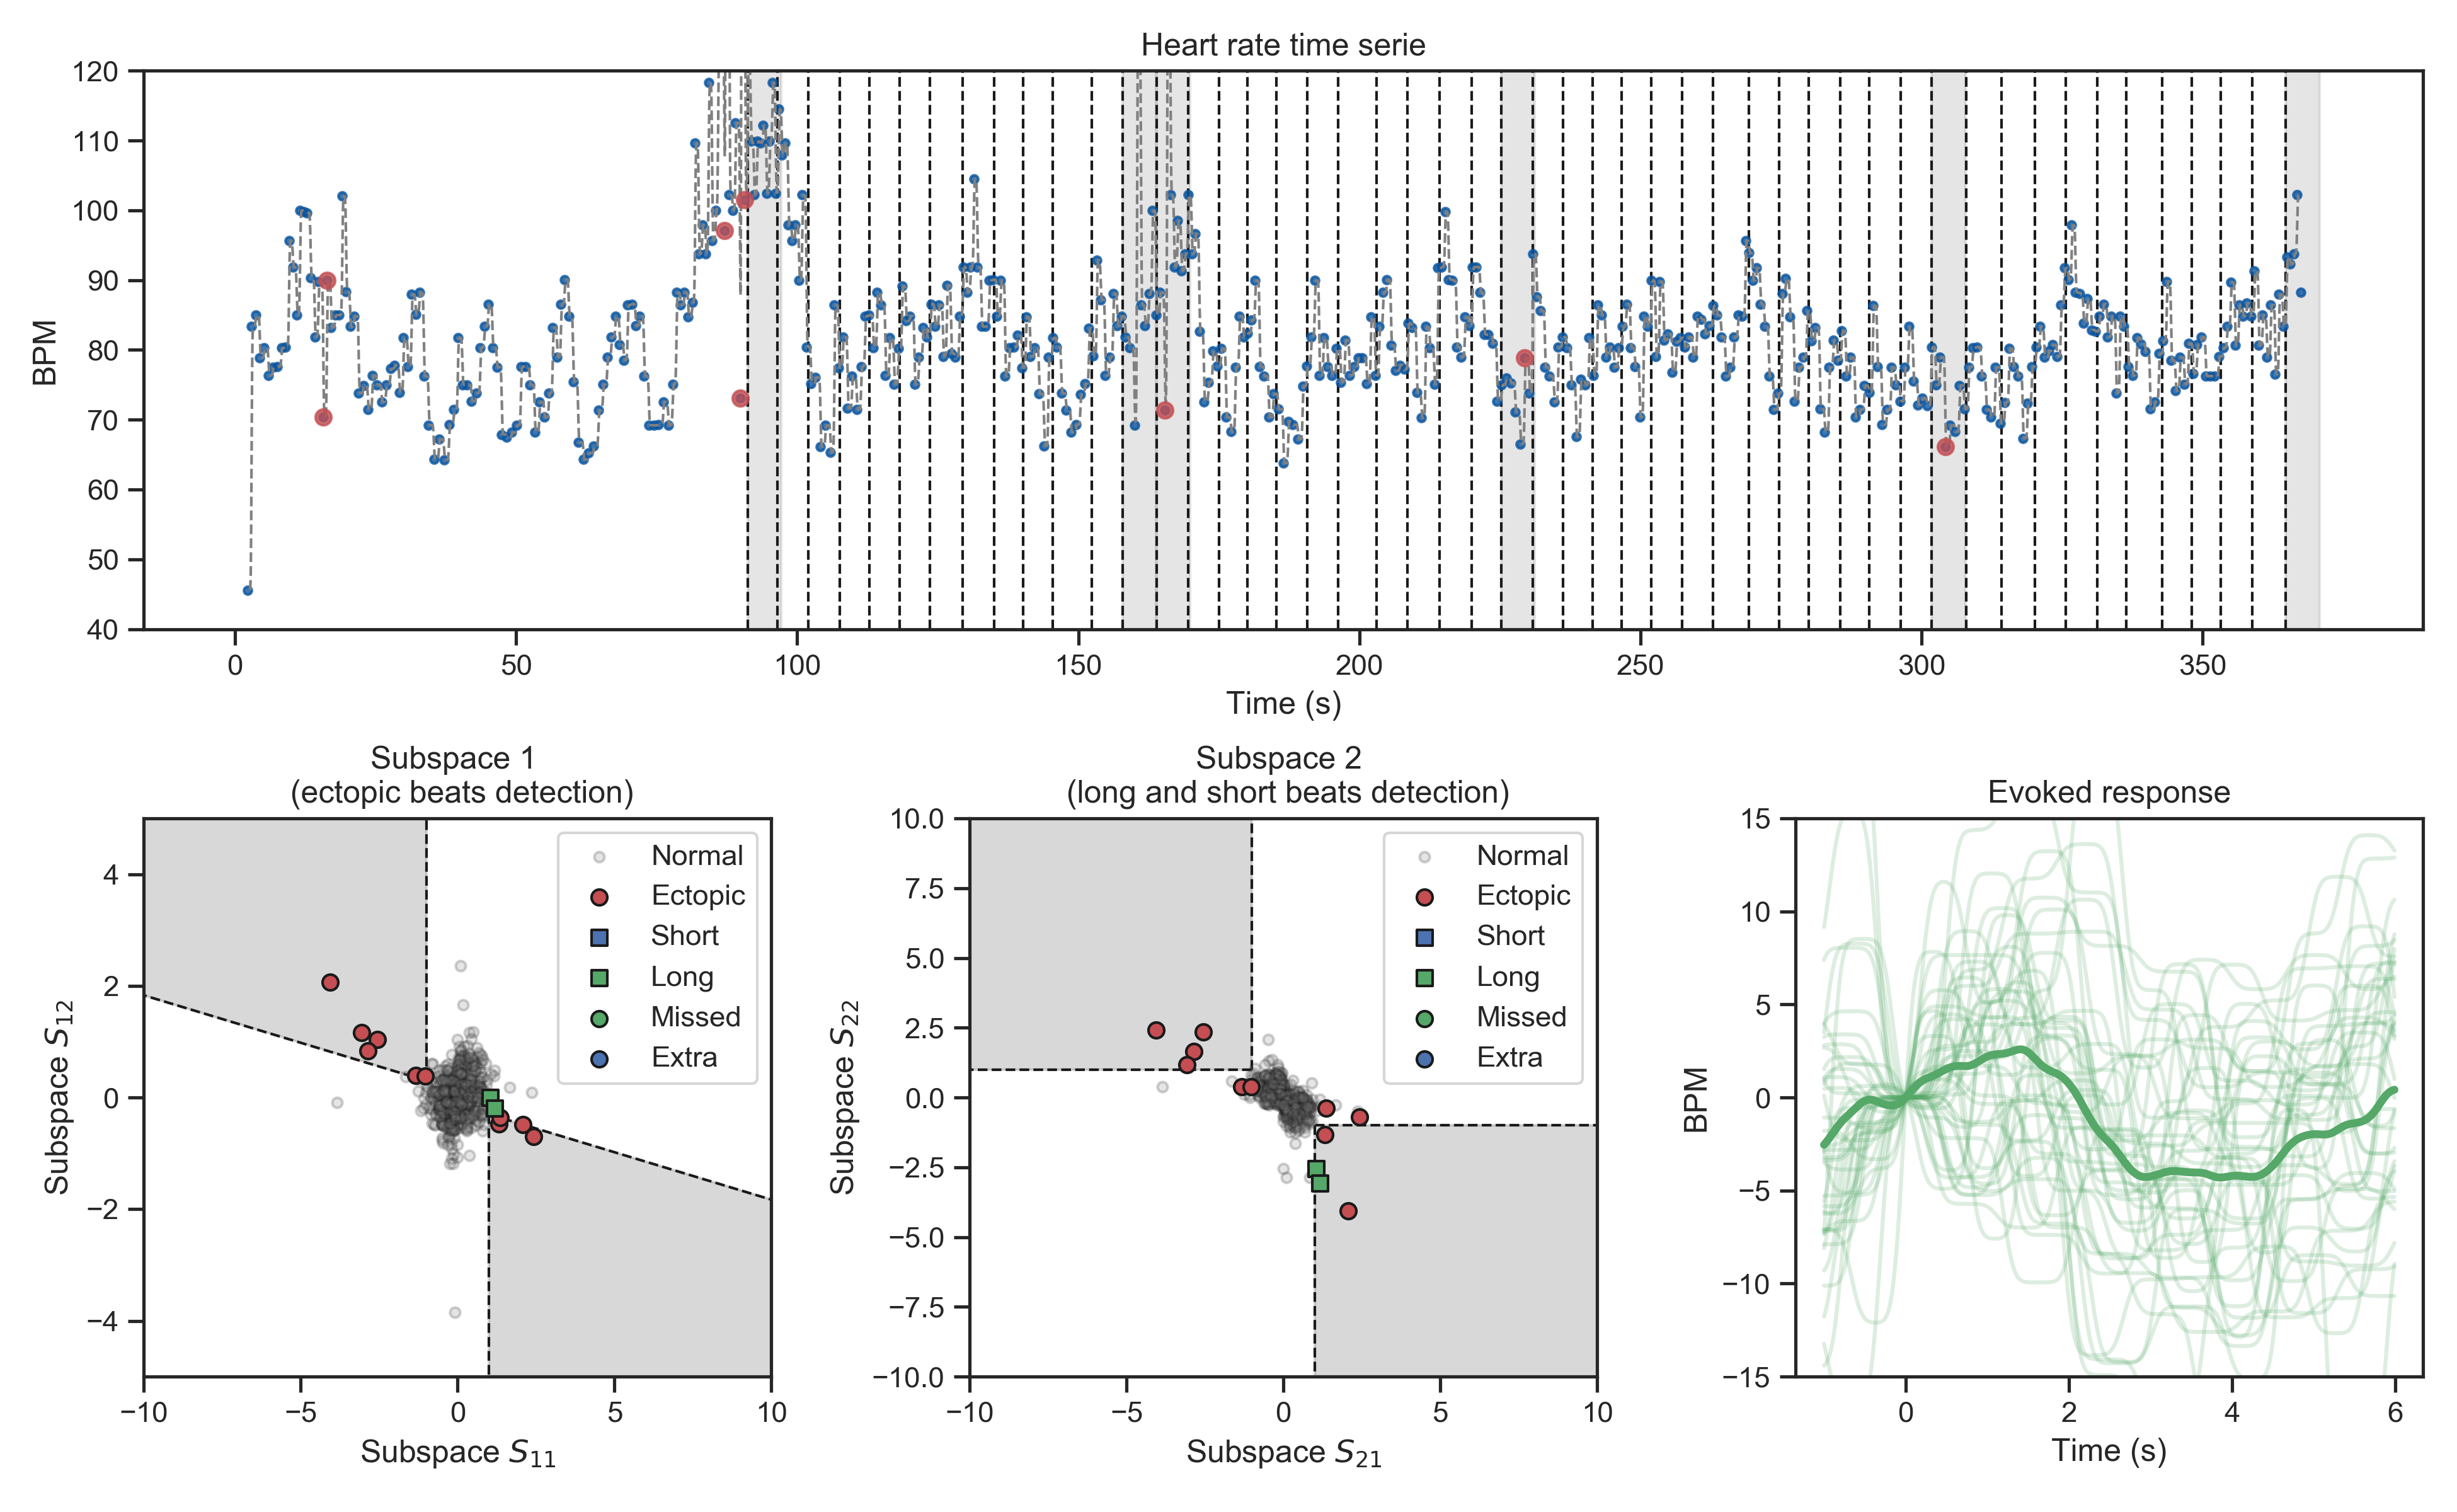 Heart rate time serie
120
110
100
90
80
70
60
50
40
BPM
0 50 100 150 200 250 300 350
Time (s)
Subspace 1
(ectopic beats detection)
4
2
0
−2
−4
Subspace S12
Normal
Ectopic
Short
Long
Missed
Extra
−10 −5 0 5 10
Subspace S11
Subspace 2
(long and short beats detection)
10.0
7.5
5.0
2.5
0.0
−2.5
−5.0
−7.5
−10.0
Subspace S22
Normal
Ectopic
Short
Long
Missed
Extra
−10 −5 0 5 10
Subspace S21
Evoked response
15
10
5
0
−5
−10
−15
BPM
0 2 4 6
Time (s)